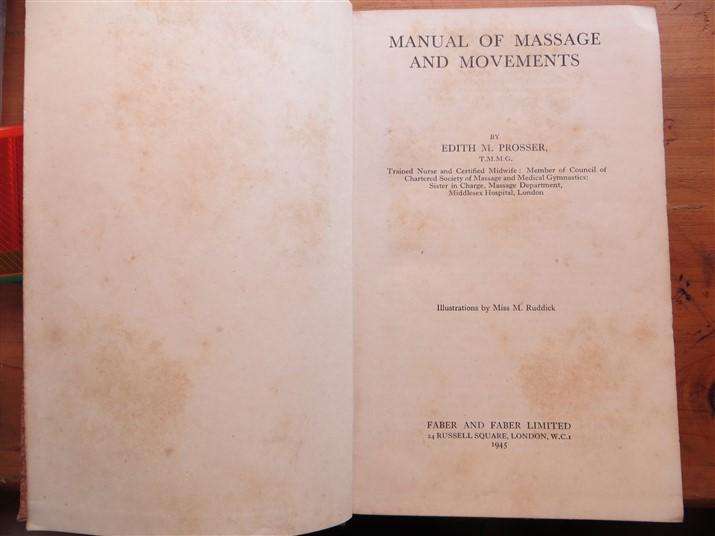 MANUAL OF MASSAGE
AND MOVEMENTS
BY
EDITH M. PROSSER,
T.M.M.G.
Trained Nurse and Certified Midwife: Member of Council of
Chartered Society of Massage and Medical Gymnastics:
Sister in Charge, Massage Department,
Middlesex Hospital, London
Illustrations by Miss M. Ruddick
FABER AND FABER LIMITED
24 RUSSELL SQUARE, LONDON, W.C.1
1945